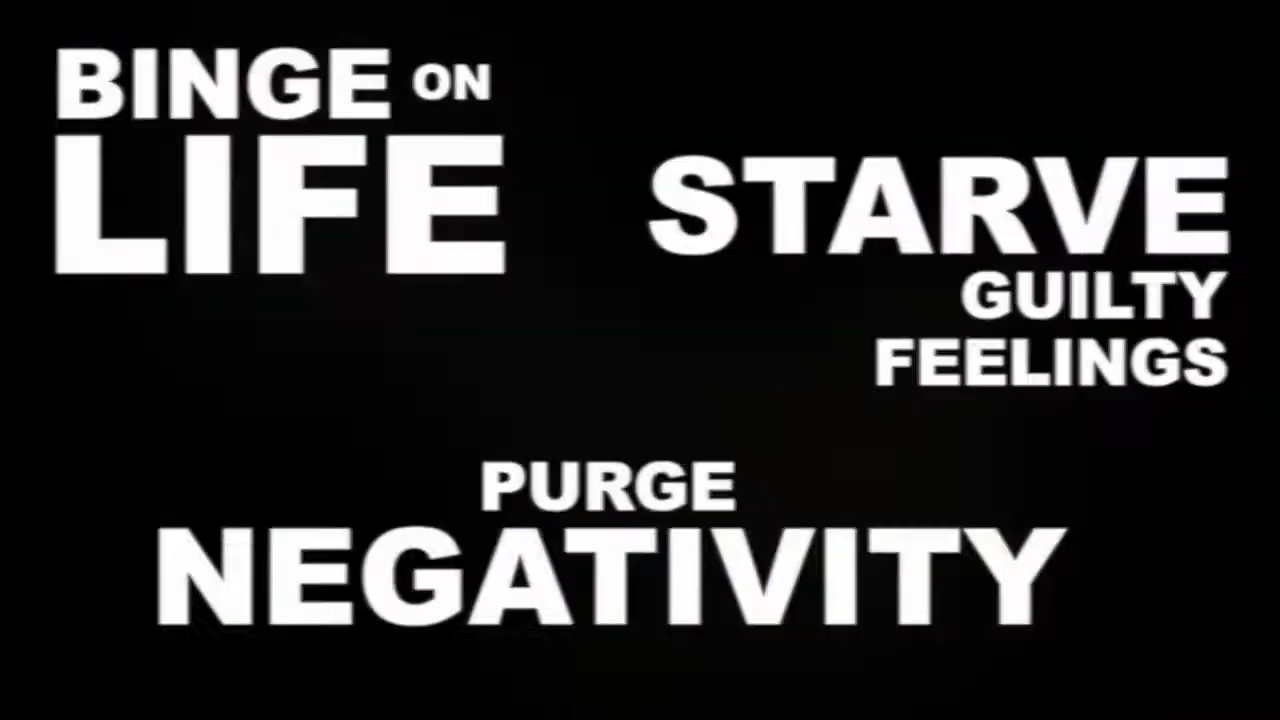 BINGE ON
LIFE
STARVE
GUILTY
FEELINGS
PURGE
NEGATIVITY